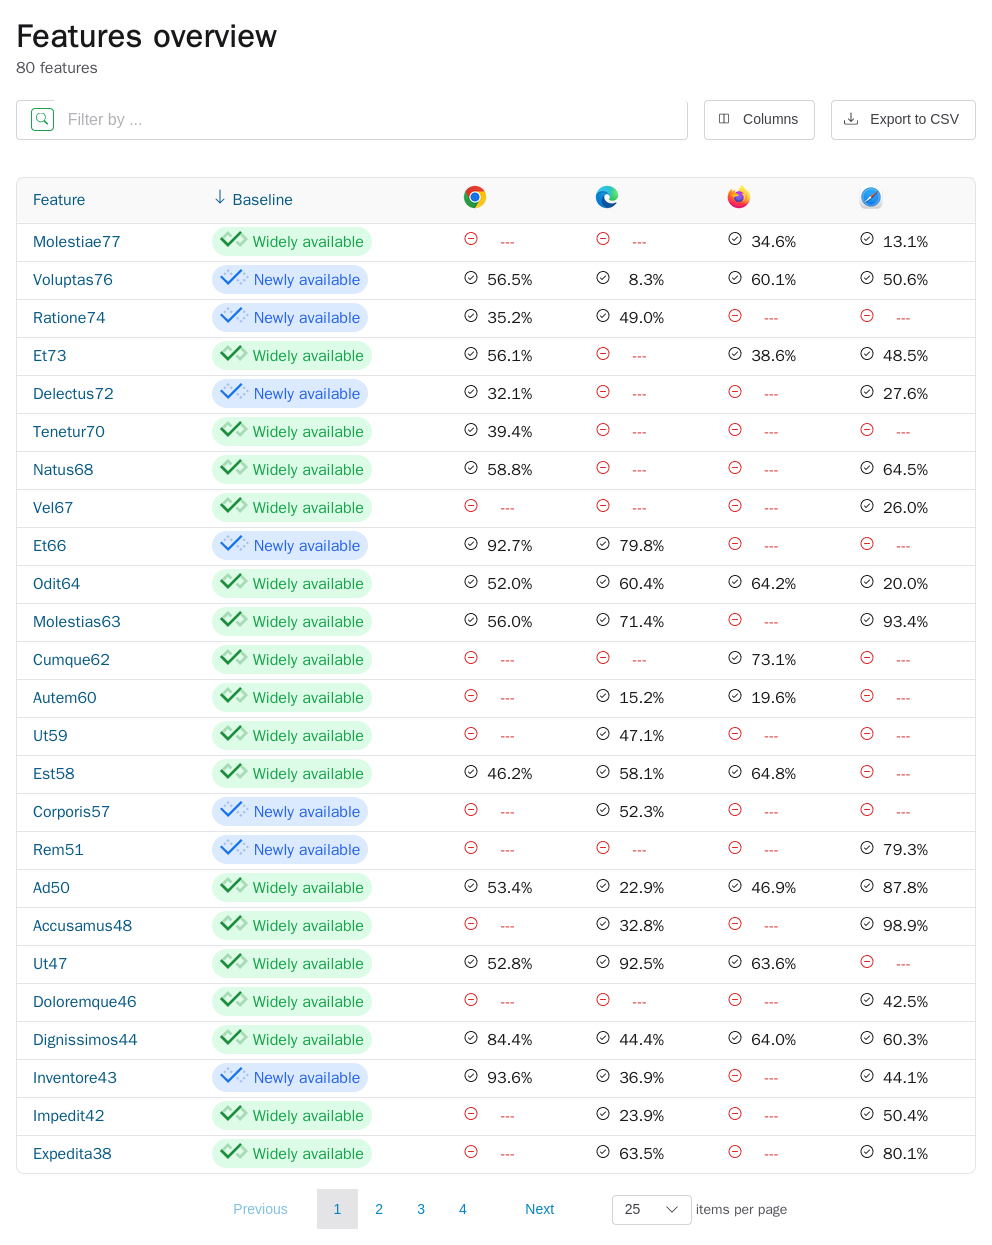 Features overview
80 features
Filter by ...
Columns
Export to CSV
Feature Baseline
Molestiae77 Widely available --- --- 34.6% 13.1%
Voluptas76 Newly available 56.5% 8.3% 60.1% 50.6%
Ratione74 Newly available 35.2% 49.0% --- ---
Et73 Widely available 56.1% --- 38.6% 48.5%
Delectus72 Newly available 32.1% --- --- 27.6%
Tenetur70 Widely available 39.4% --- --- ---
Natus68 Widely available 58.8% --- --- 64.5%
Vel67 Widely available --- --- --- 26.0%
Et66 Newly available 92.7% 79.8% --- ---
Odit64 Widely available 52.0% 60.4% 64.2% 20.0%
Molestias63 Widely available 56.0% 71.4% --- 93.4%
Cumque62 Widely available --- --- 73.1% ---
Autem60 Widely available --- 15.2% 19.6% ---
Ut59 Widely available --- 47.1% --- ---
Est58 Widely available 46.2% 58.1% 64.8% ---
Corporis57 Newly available --- 52.3% --- ---
Rem51 Newly available --- --- --- 79.3%
Ad50 Widely available 53.4% 22.9% 46.9% 87.8%
Accusamus48 Widely available --- 32.8% --- 98.9%
Ut47 Widely available 52.8% 92.5% 63.6% ---
Doloremque46 Widely available --- --- --- 42.5%
Dignissimos44 Widely available 84.4% 44.4% 64.0% 60.3%
Inventore43 Newly available 93.6% 36.9% --- 44.1%
Impedit42 Widely available --- 23.9% --- 50.4%
Expedita38 Widely available --- 63.5% --- 80.1%
Previous 1 2 3 4 Next 25 items per page